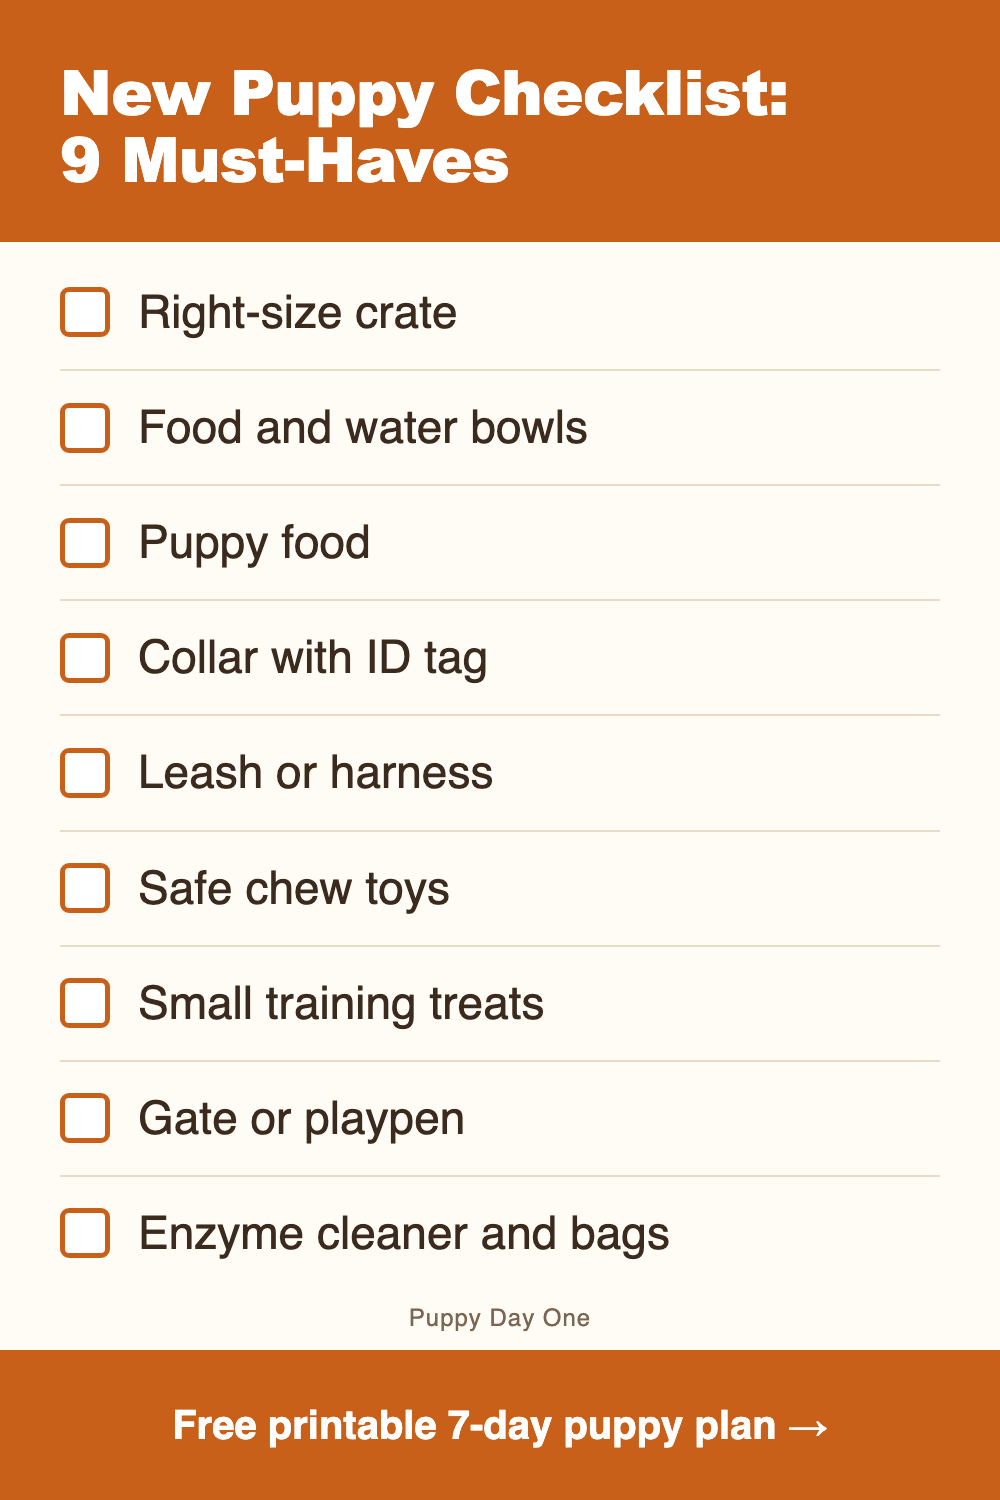 New Puppy Checklist:
9 Must-Haves
Right-size crate
Food and water bowls
Puppy food
Collar with ID tag
Leash or harness
Safe chew toys
Small training treats
Gate or playpen
Enzyme cleaner and bags
Puppy Day One
Free printable 7-day puppy plan →